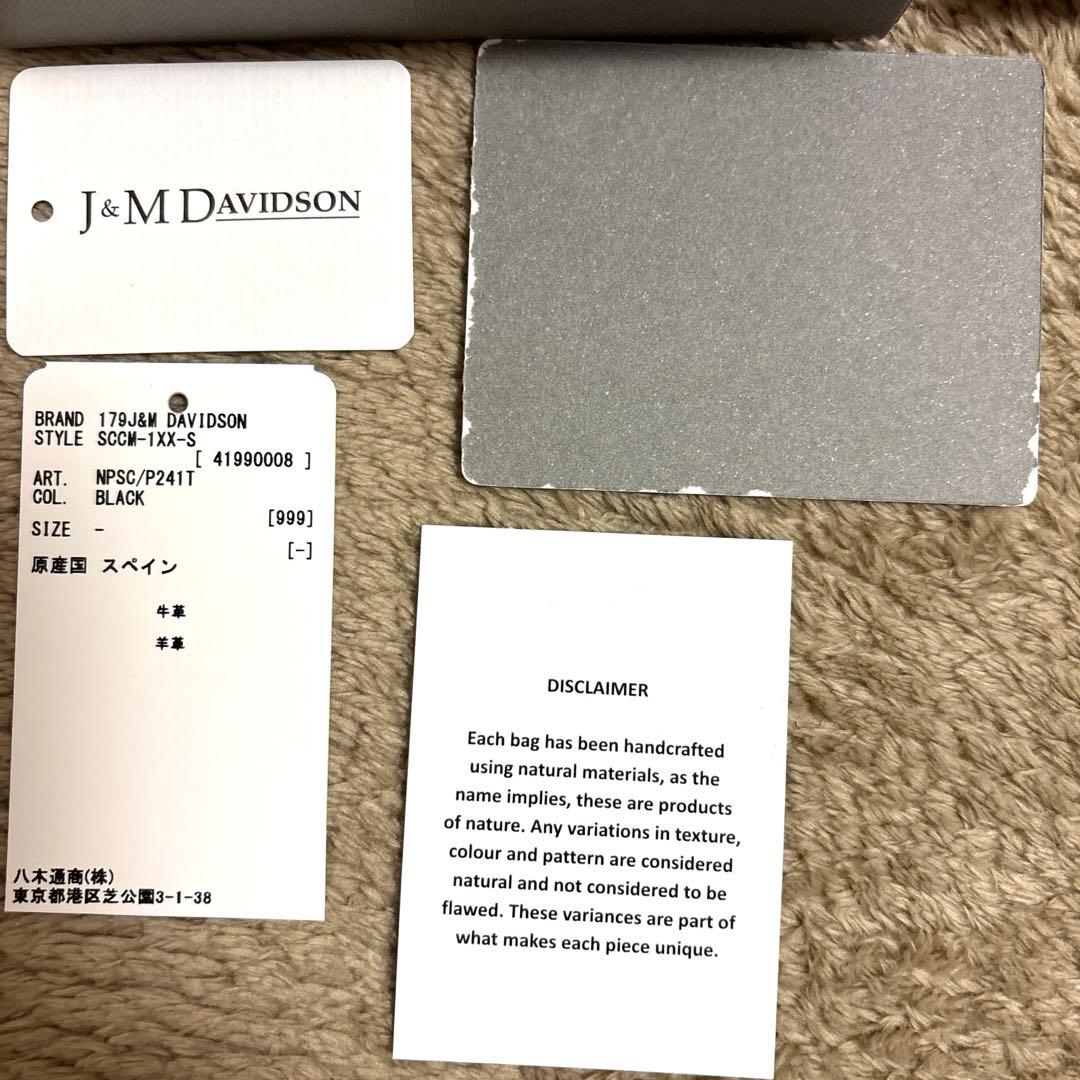 J&M DAVIDSON
BRAND 179J&M DAVIDSON
STYLE SCCM-1XX-S
[ 41990008 ]
ART. NPSC/P241T
COL. BLACK
[999]
SIZE -
[-]
原産国 スペイン
牛革
羊革
八木通商(株)
東京都港区芝公園3-1-38
DISCLAIMER
Each bag has been handcrafted
using natural materials, as the
name implies, these are products
of nature. Any variations in texture,
colour and pattern are considered
natural and not considered to be
flawed. These variances are part of
what makes each piece unique.